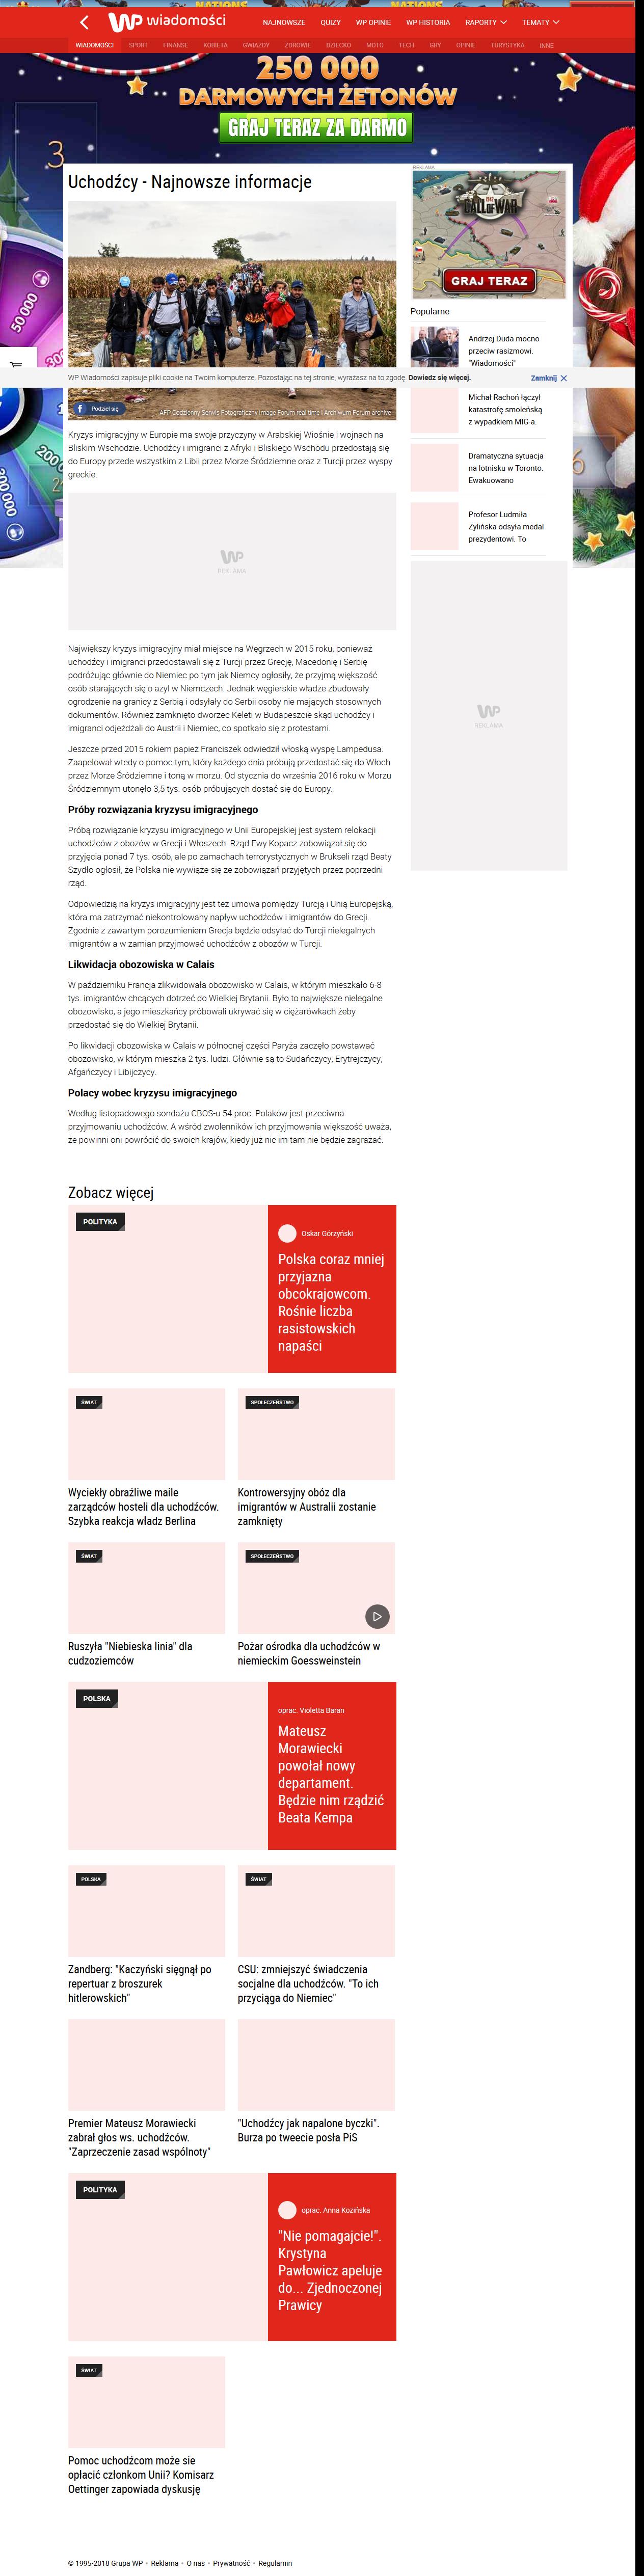 WP wiadomości
NAJNOWSZE QUIZY WP OPINIE WP HISTORIA RAPORTY TEMATY
WIADOMOŚCI SPORT FINANSE KOBIETA GWIAZDY ZDROWIE DZIECKO MOTO TECH GRY OPINIE TURYSTYKA INNE
250 000
DARMOWYCH ŻETONÓW
GRAJ TERAZ ZA DARMO
3
50 000
200 000
6
Uchodźcy - Najnowsze informacje
REKLAMA
CALL OF WAR
GRAJ TERAZ
Popularne
Andrzej Duda mocno
przeciw rasizmowi.
"Wiadomości"
WP Wiadomości zapisuje pliki cookie na Twoim komputerze. Pozostając na tej stronie, wyrażasz na to zgodę. Dowiedz się więcej. Zamknij
Podziel się
AFP Codzienny Serwis Fotograficzny Image Forum real time i Archiwum Forum archive
Michał Rachoń łączył
katastrofę smoleńską
z wypadkiem MIG-a.
Dramatyczna sytuacja
na lotnisku w Toronto.
Ewakuowano
Profesor Ludmiła
Żylińska odsyła medal
prezydentowi. To
Kryzys imigracyjny w Europie ma swoje przyczyny w Arabskiej Wiośnie i wojnach na
Bliskim Wschodzie. Uchodźcy i imigranci z Afryki i Bliskiego Wschodu przedostają się
do Europy przede wszystkim z Libii przez Morze Śródziemne oraz z Turcji przez wyspy
greckie.
WP
REKLAMA
WP
REKLAMA
Największy kryzys imigracyjny miał miejsce na Węgrzech w 2015 roku, ponieważ
uchodźcy i imigranci przedostawali się z Turcji przez Grecję, Macedonię i Serbię
podróżując głównie do Niemiec po tym jak Niemcy ogłosiły, że przyjmą większość
osób starających się o azyl w Niemczech. Jednak węgierskie władze zbudowały
ogrodzenie na granicy z Serbią i odsyłały do Serbii osoby nie mających stosownych
dokumentów. Również zamknięto dworzec Keleti w Budapeszcie skąd uchodźcy i
imigranci odjeżdżali do Austrii i Niemiec, co spotkało się z protestami.
Jeszcze przed 2015 rokiem papież Franciszek odwiedził włoską wyspę Lampedusa.
Zaapelował wtedy o pomoc tym, który każdego dnia próbują przedostać się do Włoch
przez Morze Śródziemne i toną w morzu. Od stycznia do września 2016 roku w Morzu
Śródziemnym utonęło 3,5 tys. osób próbujących dostać się do Europy.
Próby rozwiązania kryzysu imigracyjnego
Próbą rozwiązanie kryzysu imigracyjnego w Unii Europejskiej jest system relokacji
uchodźców z obozów w Grecji i Włoszech. Rząd Ewy Kopacz zobowiązał się do
przyjęcia ponad 7 tys. osób, ale po zamachach terrorystycznych w Brukseli rząd Beaty
Szydło ogłosił, że Polska nie wywiąże się ze zobowiązań przyjętych przez poprzedni
rząd.
Odpowiedzią na kryzys imigracyjny jest też umowa pomiędzy Turcją i Unią Europejską,
która ma zatrzymać niekontrolowany napływ uchodźców i imigrantów do Grecji.
Zgodnie z zawartym porozumieniem Grecja będzie odsyłać do Turcji nielegalnych
imigrantów a w zamian przyjmować uchodźców z obozów w Turcji.
Likwidacja obozowiska w Calais
W październiku Francja zlikwidowała obozowisko w Calais, w którym mieszkało 6-8
tys. imigrantów chcących dotrzeć do Wielkiej Brytanii. Było to największe nielegalne
obozowisko, a jego mieszkańcy próbowali ukrywać się w ciężarówkach żeby
przedostać się do Wielkiej Brytanii.
Po likwidacji obozowiska w Calais w północnej części Paryża zaczęło powstawać
obozowisko, w którym mieszka 2 tys. ludzi. Głównie są to Sudańczycy, Erytrejczycy,
Afgańczycy i Libijczycy.
Polacy wobec kryzysu imigracyjnego
Według listopadowego sondażu CBOS-u 54 proc. Polaków jest przeciwna
przyjmowaniu uchodźców. A wśród zwolenników ich przyjmowania większość uważa,
że powinni oni powrócić do swoich krajów, kiedy już nic im tam nie będzie zagrażać.
Zobacz więcej
POLITYKA
Oskar Górzyński
Polska coraz mniej
przyjazna
obcokrajowcom.
Rośnie liczba
rasistowskich
napaści
ŚWIAT
Wyciekły obraźliwe maile
zarządców hosteli dla uchodźców.
Szybka reakcja władz Berlina
SPOŁECZEŃSTWO
Kontrowersyjny obóz dla
imigrantów w Australii zostanie
zamknięty
ŚWIAT
Ruszyła "Niebieska linia" dla
cudzoziemców
SPOŁECZEŃSTWO
Pożar ośrodka dla uchodźców w
niemieckim Goessweinstein
POLSKA
oprac. Violetta Baran
Mateusz
Morawiecki
powołał nowy
departament.
Będzie nim rządzić
Beata Kempa
POLSKA
Zandberg: "Kaczyński sięgnął po
repertuar z broszurek
hitlerowskich"
ŚWIAT
CSU: zmniejszyć świadczenia
socjalne dla uchodźców. "To ich
przyciąga do Niemiec"
Premier Mateusz Morawiecki
zabrał głos ws. uchodźców.
"Zaprzeczenie zasad wspólnoty"
"Uchodźcy jak napalone byczki".
Burza po tweecie posła PiS
POLITYKA
oprac. Anna Kozińska
"Nie pomagajcie!".
Krystyna
Pawłowicz apeluje
do... Zjednoczonej
Prawicy
ŚWIAT
Pomoc uchodźcom może sie
opłacić członkom Unii? Komisarz
Oettinger zapowiada dyskusję
© 1995-2018 Grupa WP • Reklama • O nas • Prywatność • Regulamin